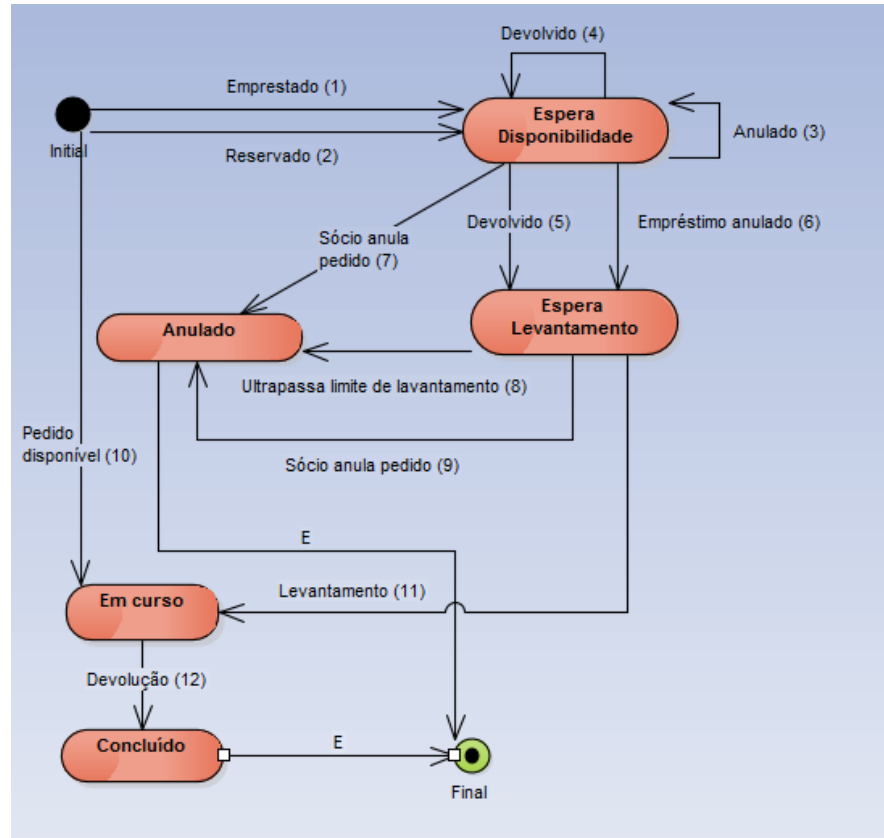 Devolvido (4)
Emprestado (1)
Espera
Disponibilidade
Anulado (3)
Initial
Reservado (2)
Sócio anula
pedido (7)
Devolvido (5)
Empréstimo anulado (6)
Anulado
Espera
Levantamento
Ultrapassa limite de lavantamento (8)
Pedido
disponível (10)
Sócio anula pedido (9)
E
Em curso
Levantamento (11)
Devolução (12)
Concluído
E
Final